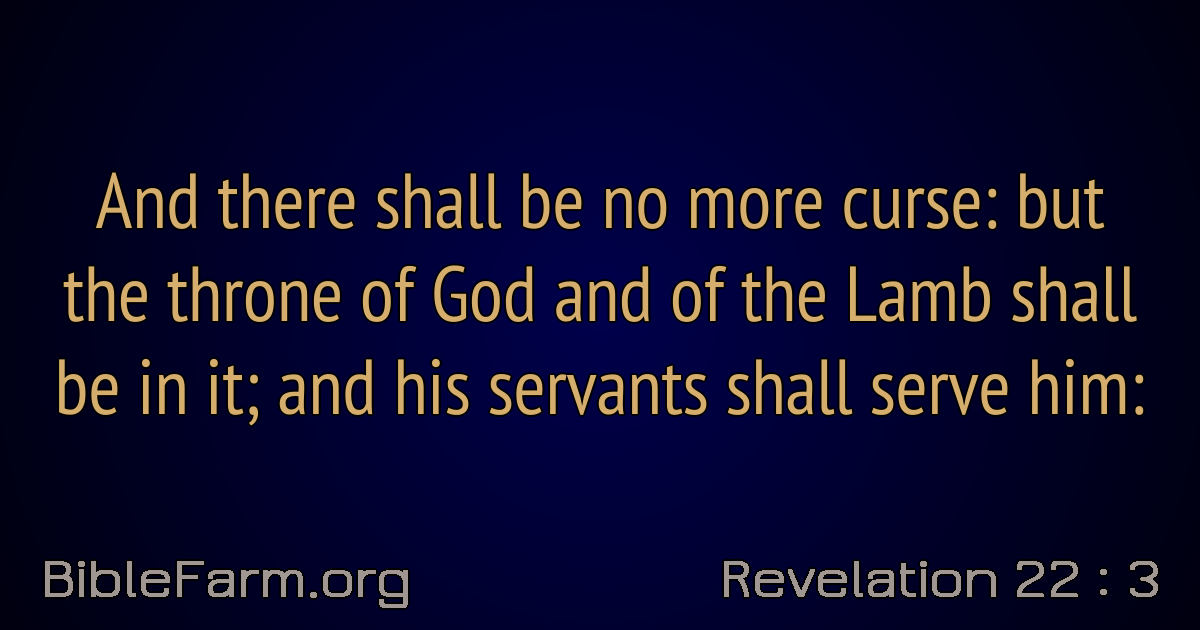 And there shall be no more curse: but
the throne of God and of the Lamb shall
be in it; and his servants shall serve him:
BibleFarm.org
Revelation 22 : 3